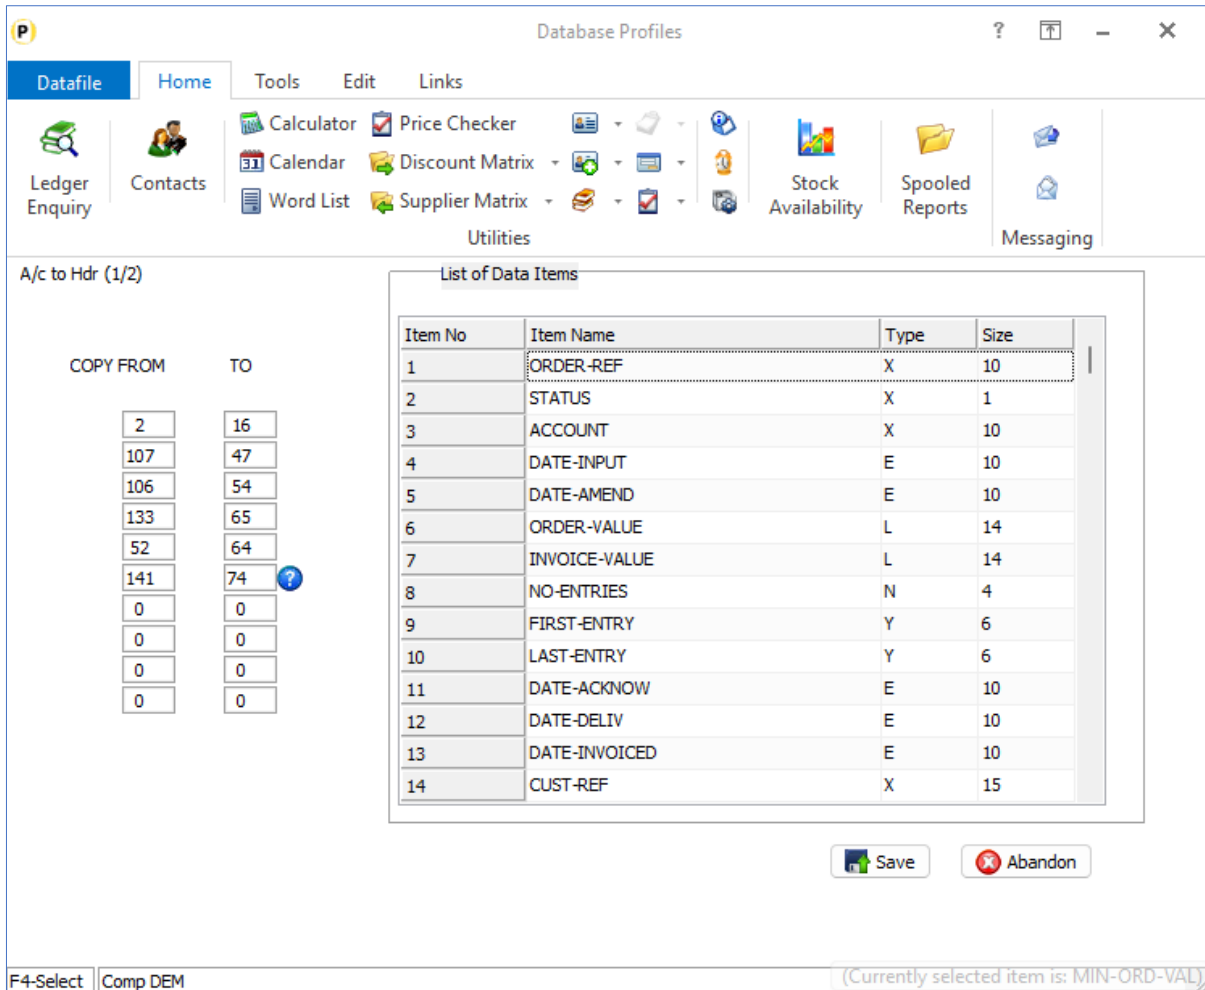 P
Database Profiles
Datafile Home Tools Edit Links
Calculator Price Checker
Calendar Discount Matrix
Word List Supplier Matrix
Ledger Enquiry
Contacts
Stock Availability
Spooled Reports
Utilities
Messaging
A/c to Hdr (1/2)
List of Data Items
COPY FROM TO
2 16
107 47
106 54
133 65
52 64
141 74 ?
0 0
0 0
0 0
0 0
Item No Item Name Type Size
1 ORDER-REF X 10
2 STATUS X 1
3 ACCOUNT X 10
4 DATE-INPUT E 10
5 DATE-AMEND E 10
6 ORDER-VALUE L 14
7 INVOICE-VALUE L 14
8 NO-ENTRIES N 4
9 FIRST-ENTRY Y 6
10 LAST-ENTRY Y 6
11 DATE-ACKNOW E 10
12 DATE-DELIV E 10
13 DATE-INVOICED E 10
14 CUST-REF X 15
Save Abandon
F4-Select Comp DEM (Currently selected item is: MIN-ORD-VAL)